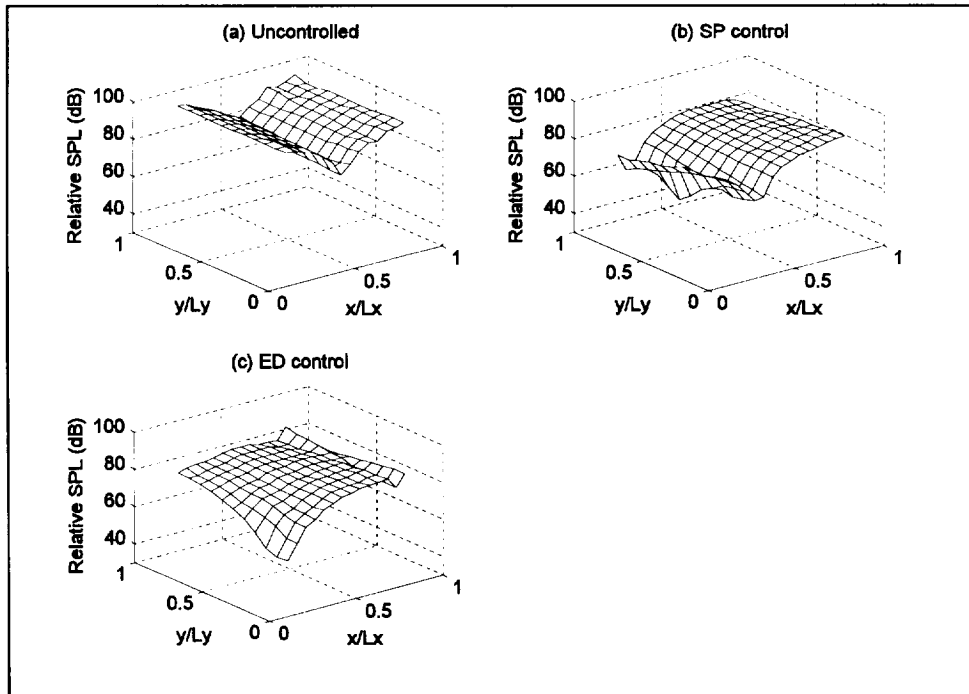 (a) Uncontrolled
Relative SPL (dB)
100
80
60
40
1
0.5
0
y/Ly
0
0.5
1
x/Lx
(b) SP control
Relative SPL (dB)
100
80
60
40
1
0.5
0
y/Ly
0
0.5
1
x/Lx
(c) ED control
Relative SPL (dB)
100
80
60
40
1
0.5
0
y/Ly
0
0.5
1
x/Lx